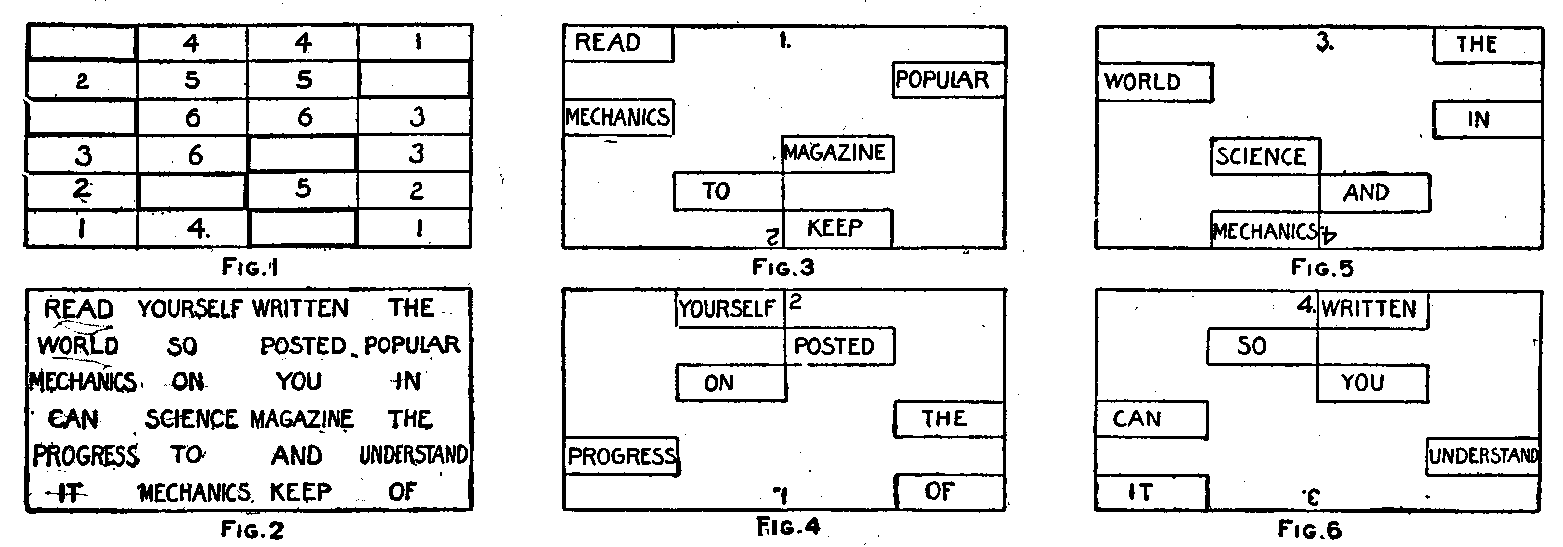 4 4 1
2 5 5
6 6 3
3 6 3
2 5 2
1 4. 1
FIG.1
READ YOURSELF WRITTEN THE
WORLD SO POSTED. POPULAR
MECHANICS. ON YOU IN
CAN SCIENCE MAGAZINE THE
PROGRESS TO AND UNDERSTAND
IT MECHANICS. KEEP OF
FIG.2
READ 1.
POPULAR
MECHANICS
MAGAZINE
TO
2 KEEP
FIG.3
YOURSELF 2
POSTED
ON
THE
PROGRESS
1. OF
FIG.4
3. THE
WORLD
IN
SCIENCE
AND
MECHANICS 4
FIG.5
4. WRITTEN
SO
YOU
CAN
UNDERSTAND
IT 3.
FIG.6